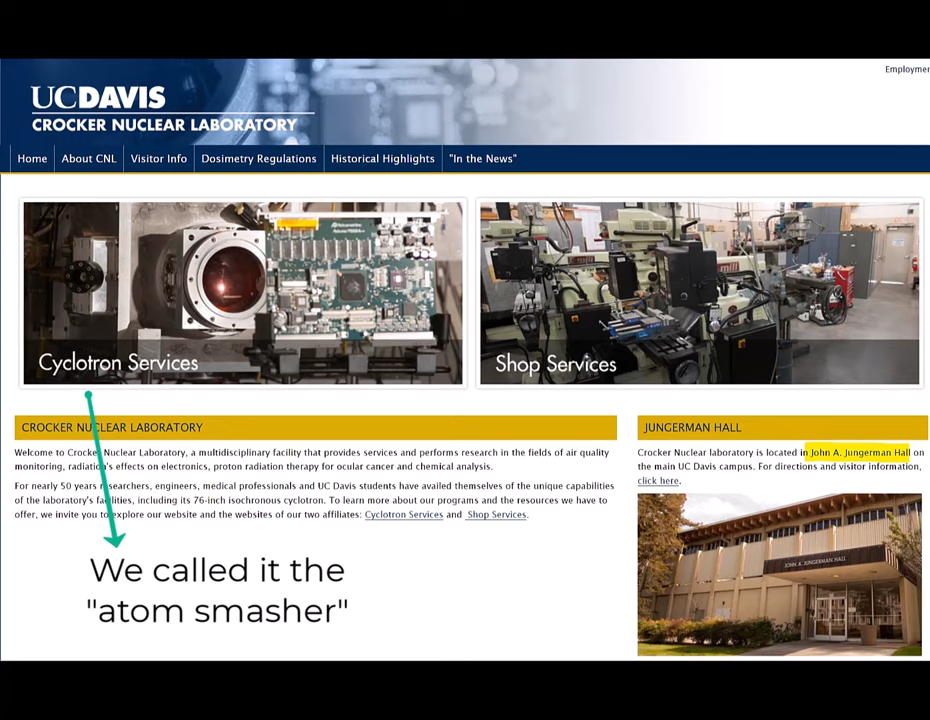 Employmen
UCDAVIS
CROCKER NUCLEAR LABORATORY
Home About CNL Visitor Info Dosimetry Regulations Historical Highlights "In the News"
Cyclotron Services
Shop Services
CROCKER NUCLEAR LABORATORY
Welcome to Crocker Nuclear Laboratory, a multidisciplinary facility that provides services and performs research in the fields of air quality
monitoring, radiation's effects on electronics, proton radiation therapy for ocular cancer and chemical analysis.
For nearly 50 years researchers, engineers, medical professionals and UC Davis students have availed themselves of the unique capabilities
of the laboratory's facilities, including its 76-inch isochronous cyclotron. To learn more about our programs and the resources we have to
offer, we invite you to explore our website and the websites of our two affiliates: Cyclotron Services and Shop Services.
We called it the
"atom smasher"
JUNGERMAN HALL
Crocker Nuclear laboratory is located in John A. Jungerman Hall on
the main UC Davis campus. For directions and visitor information,
click here.
JOHN A. JUNGERMAN HALL